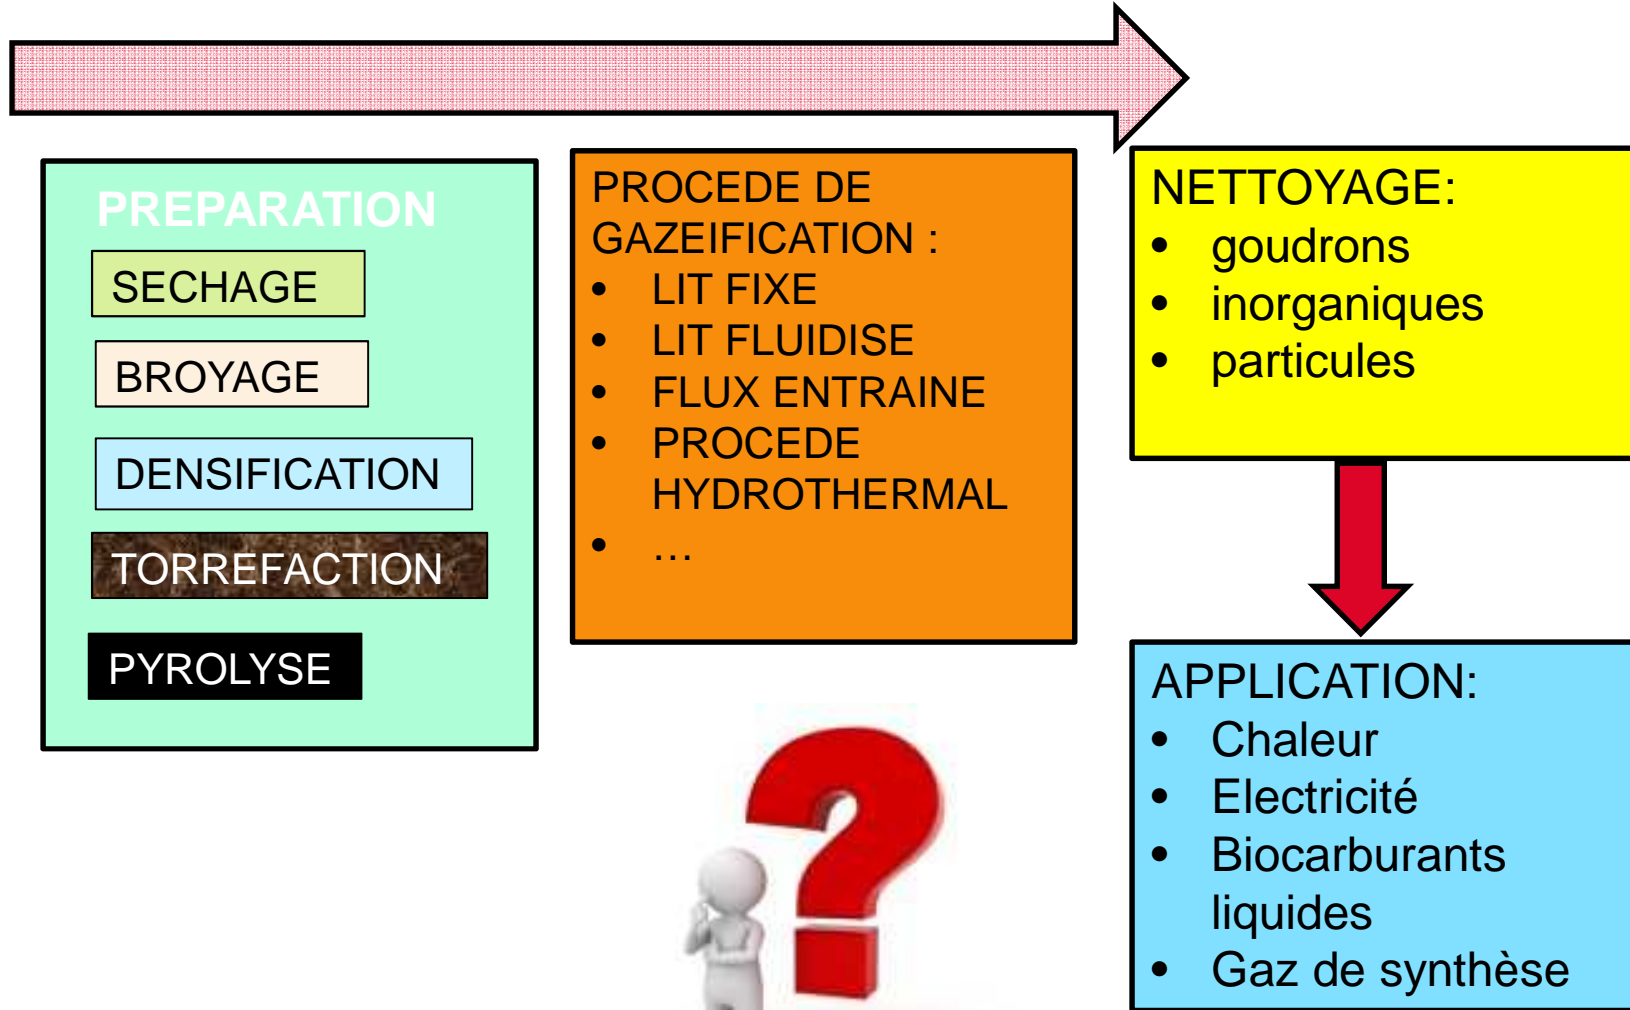 PREPARATION
SECHAGE
BROYAGE
DENSIFICATION
TORREFACTION
PYROLYSE
PROCEDE DE
GAZEIFICATION :
• LIT FIXE
• LIT FLUIDISE
• FLUX ENTRAINE
• PROCEDE
HYDROTHERMAL
• …
NETTOYAGE:
• goudrons
• inorganiques
• particules
APPLICATION:
• Chaleur
• Electricité
• Biocarburants
liquides
• Gaz de synthèse